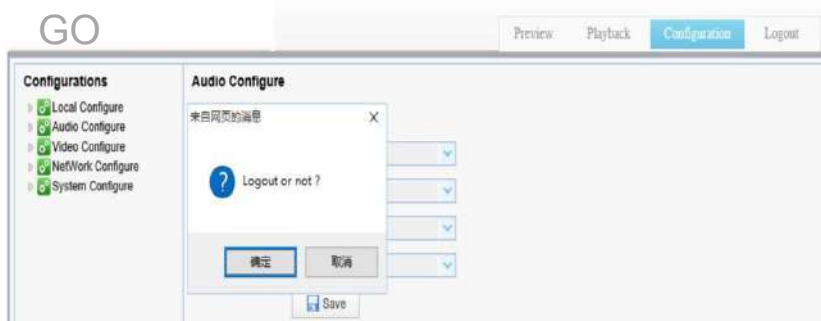 GO
Preview Playback Configuration Logout
Configurations
Local Configure
Audio Configure
Video Configure
NetWork Configure
System Configure
Audio Configure
来自网页的消息 X
Logout or not ?
确定 取消
Save